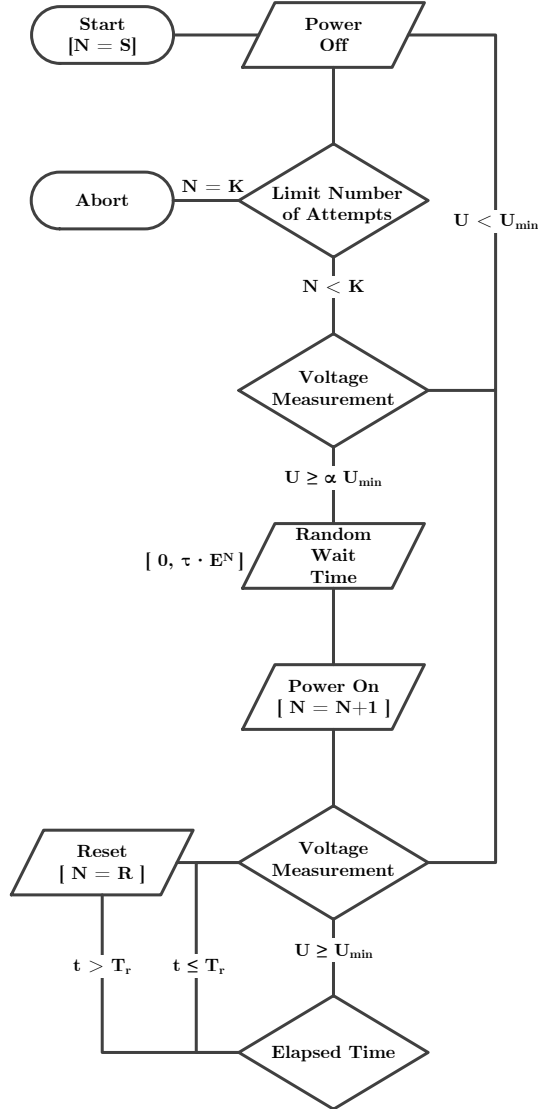 Start
[N = S]
Power
Off
Abort
N = K
Limit Number
of Attempts
U < Umin
N < K
Voltage
Measurement
U ≥ ∝ Umin
[ 0, τ · Eᴺ ]
Random
Wait
Time
Power On
[ N = N+1 ]
Reset
[ N = R ]
Voltage
Measurement
U ≥ Umin
t > Tr
t ≤ Tr
Elapsed Time